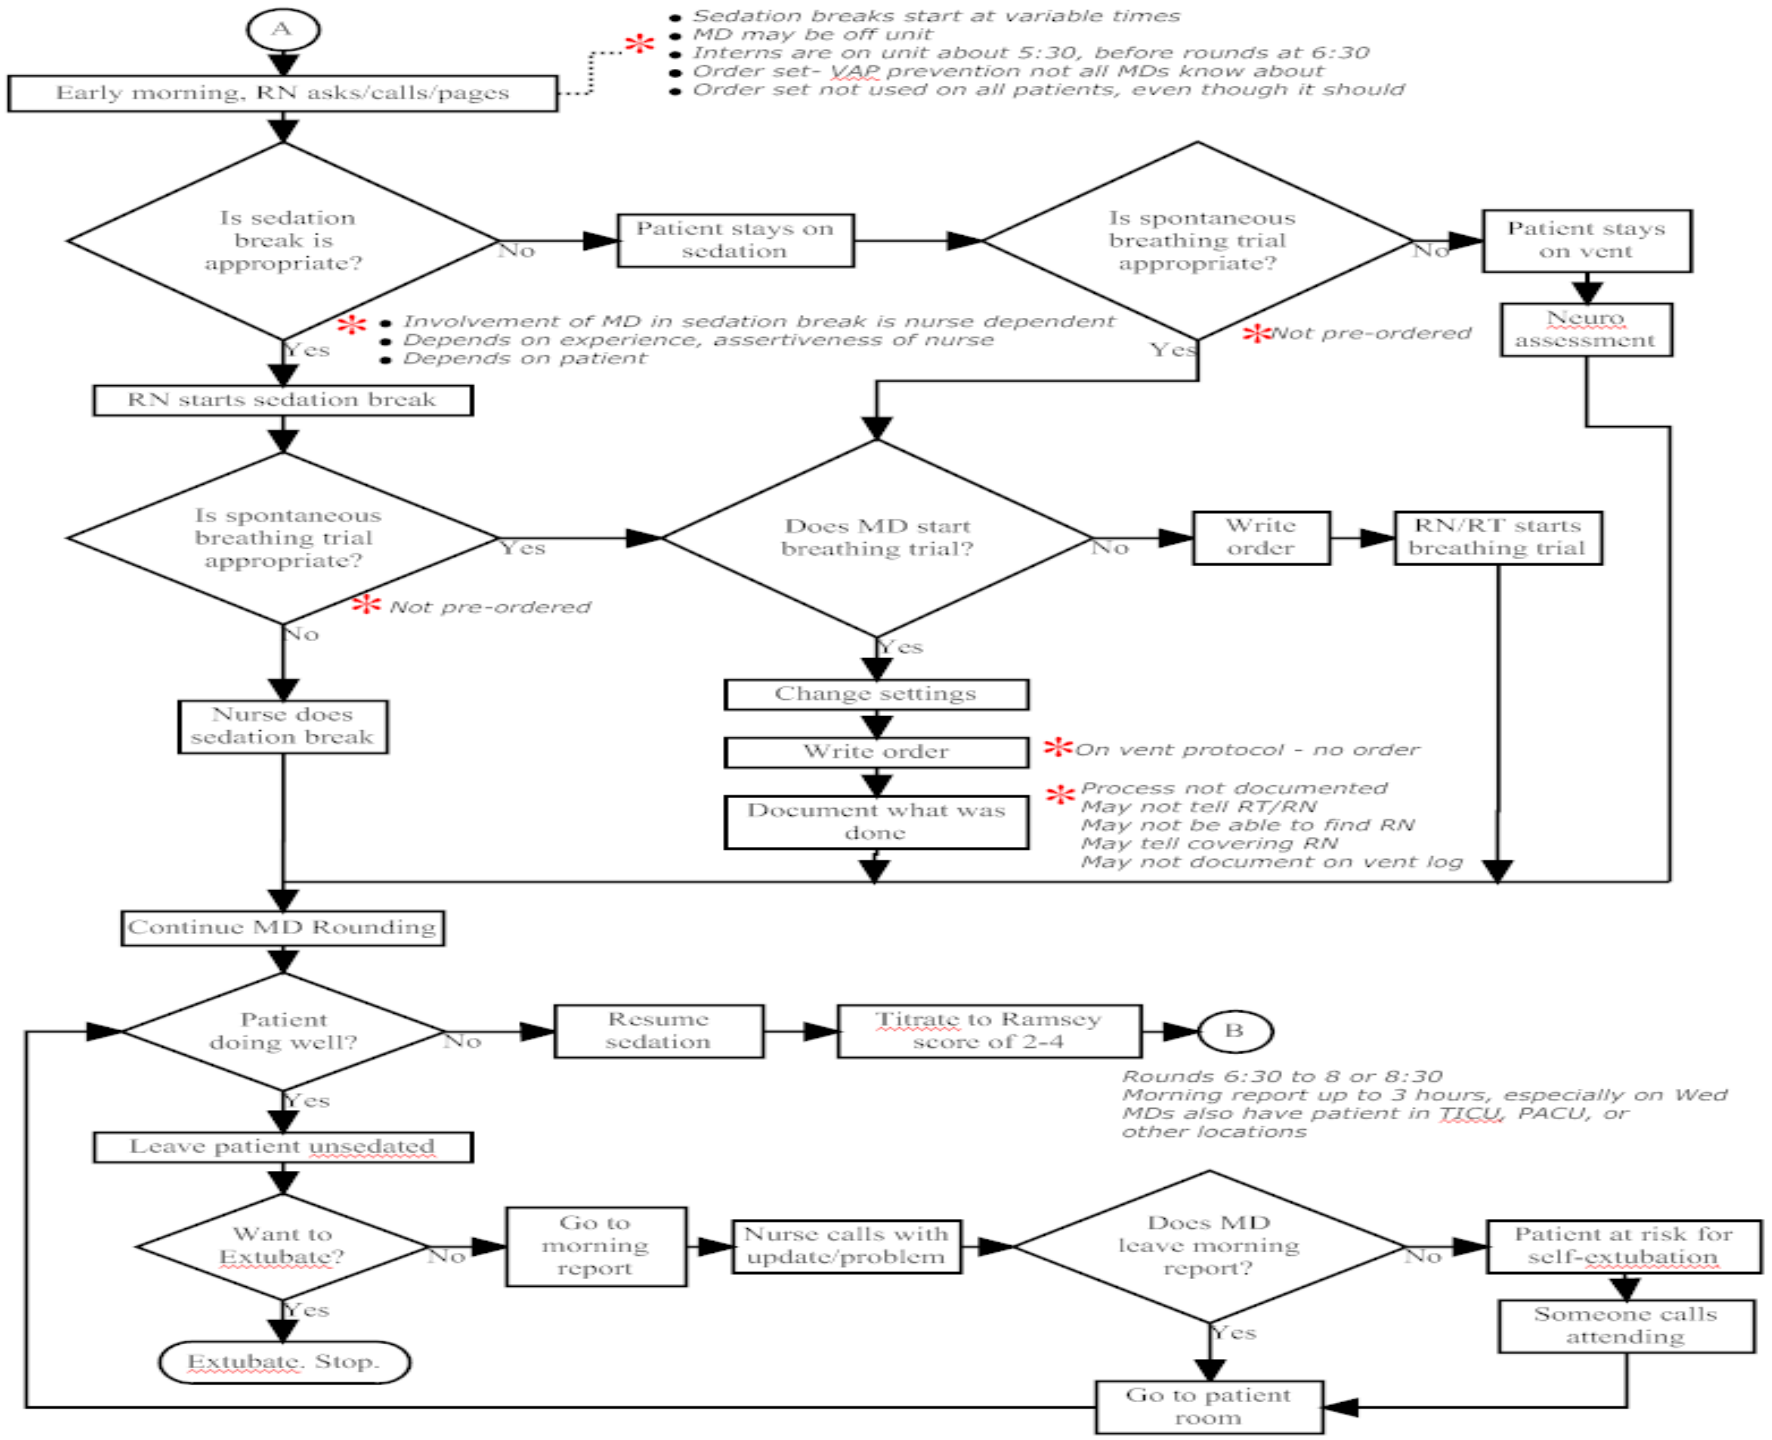 A
Sedation breaks start at variable times
MD may be off unit
Interns are on unit about 5:30, before rounds at 6:30
Order set- VAP prevention not all MDs know about
Order set not used on all patients, even though it should
Early morning, RN asks/calls/pages
Is sedation
break is
appropriate?
No
Patient stays on
sedation
Is spontaneous
breathing trial
appropriate?
No
Patient stays
on vent
Neuro
assessment
Yes
* Involvement of MD in sedation break is nurse dependent
Depends on experience, assertiveness of nurse
Depends on patient
Yes
*Not pre-ordered
RN starts sedation break
Is spontaneous
breathing trial
appropriate?
Yes
Does MD start
breathing trial?
No
Write
order
RN/RT starts
breathing trial
* Not pre-ordered
No
Yes
Nurse does
sedation break
Change settings
Write order
*On vent protocol - no order
Document what was
done
* Process not documented
May not tell RT/RN
May not be able to find RN
May tell covering RN
May not document on vent log
Continue MD Rounding
Patient
doing well?
No
Resume
sedation
Titrate to Ramsey
score of 2-4
B
Rounds 6:30 to 8 or 8:30
Morning report up to 3 hours, especially on Wed
MDs also have patient in TICU, PACU, or
other locations
Yes
Leave patient unsedated
Want to
Extubate?
No
Go to
morning
report
Nurse calls with
update/problem
Does MD
leave morning
report?
No
Patient at risk for
self-extubation
Someone calls
attending
Yes
Extubate. Stop.
Yes
Go to patient
room